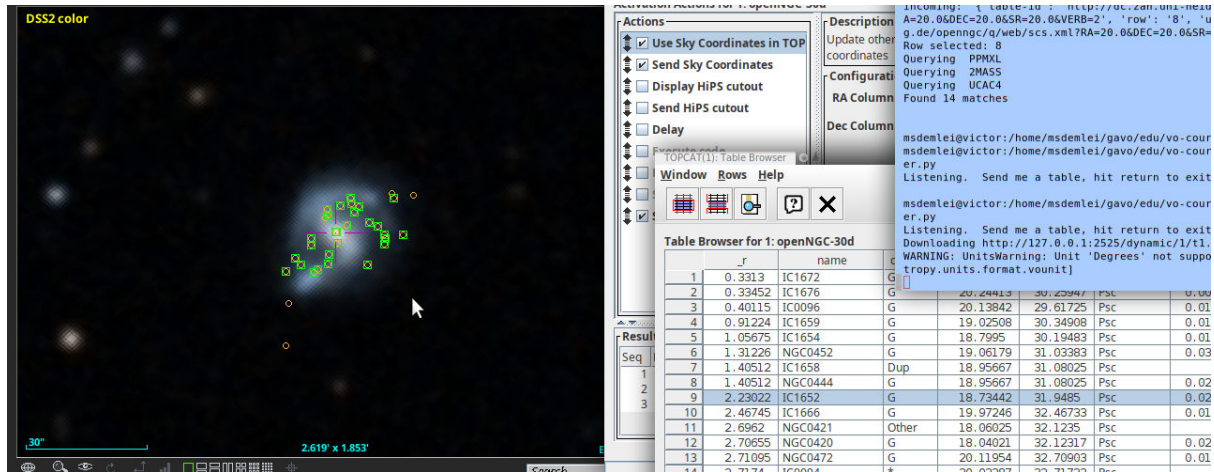 DSS2 color
30"
2.619' x 1.853'
E
Search
Activation Actions for 1: openNGC-30d
Actions
Use Sky Coordinates in TOP
Send Sky Coordinates
Display HiPS cutout
Send HiPS cutout
Delay
Execute code
Description
Update other
coordinates
Configurati
RA Column
Dec Column
Resul
Seq
1
2
3
TOPCAT(1): Table Browser
Window Rows Help
Table Browser for 1: openNGC-30d
_r name
1 0.3313 IC1672 G
2 0.33452 IC1676 G 20.24413 30.25947 Psc 0.00
3 0.40115 IC0096 G 20.13842 29.61725 Psc 0.01
4 0.91224 IC1659 G 19.02508 30.34908 Psc 0.01
5 1.05675 IC1654 G 18.7995 30.19483 Psc 0.01
6 1.31226 NGC0452 G 19.06179 31.03383 Psc 0.03
7 1.40512 IC1658 Dup 18.95667 31.08025 Psc
8 1.40512 NGC0444 G 18.95667 31.08025 Psc 0.02
9 2.23022 IC1652 G 18.73442 31.9485 Psc 0.02
10 2.46745 IC1666 G 19.97246 32.46733 Psc 0.01
11 2.6962 NGC0421 Other 18.06025 32.1235 Psc
12 2.70655 NGC0420 G 18.04021 32.12317 Psc 0.02
13 2.71095 NGC0472 G 20.11954 32.70903 Psc 0.01
14 2.7174 IC0094 * 20.02287 32.71722 Psc
A=20.0&DEC=20.0&SR=20.0&VERB=2', 'row': '8', 'u
g.de/openngc/q/web/scs.xml?RA=20.0&DEC=20.0&SR=
Row selected: 8
Querying PPMXL
Querying 2MASS
Querying UCAC4
Found 14 matches
msdemlei@victor:/home/msdemlei/gavo/edu/vo-cour
msdemlei@victor:/home/msdemlei/gavo/edu/vo-cour
er.py
Listening. Send me a table, hit return to exit
msdemlei@victor:/home/msdemlei/gavo/edu/vo-cour
er.py
Listening. Send me a table, hit return to exit
Downloading http://127.0.0.1:2525/dynamic/1/t1.
WARNING: UnitsWarning: Unit 'Degrees' not suppo
tropy.units.format.vounit]